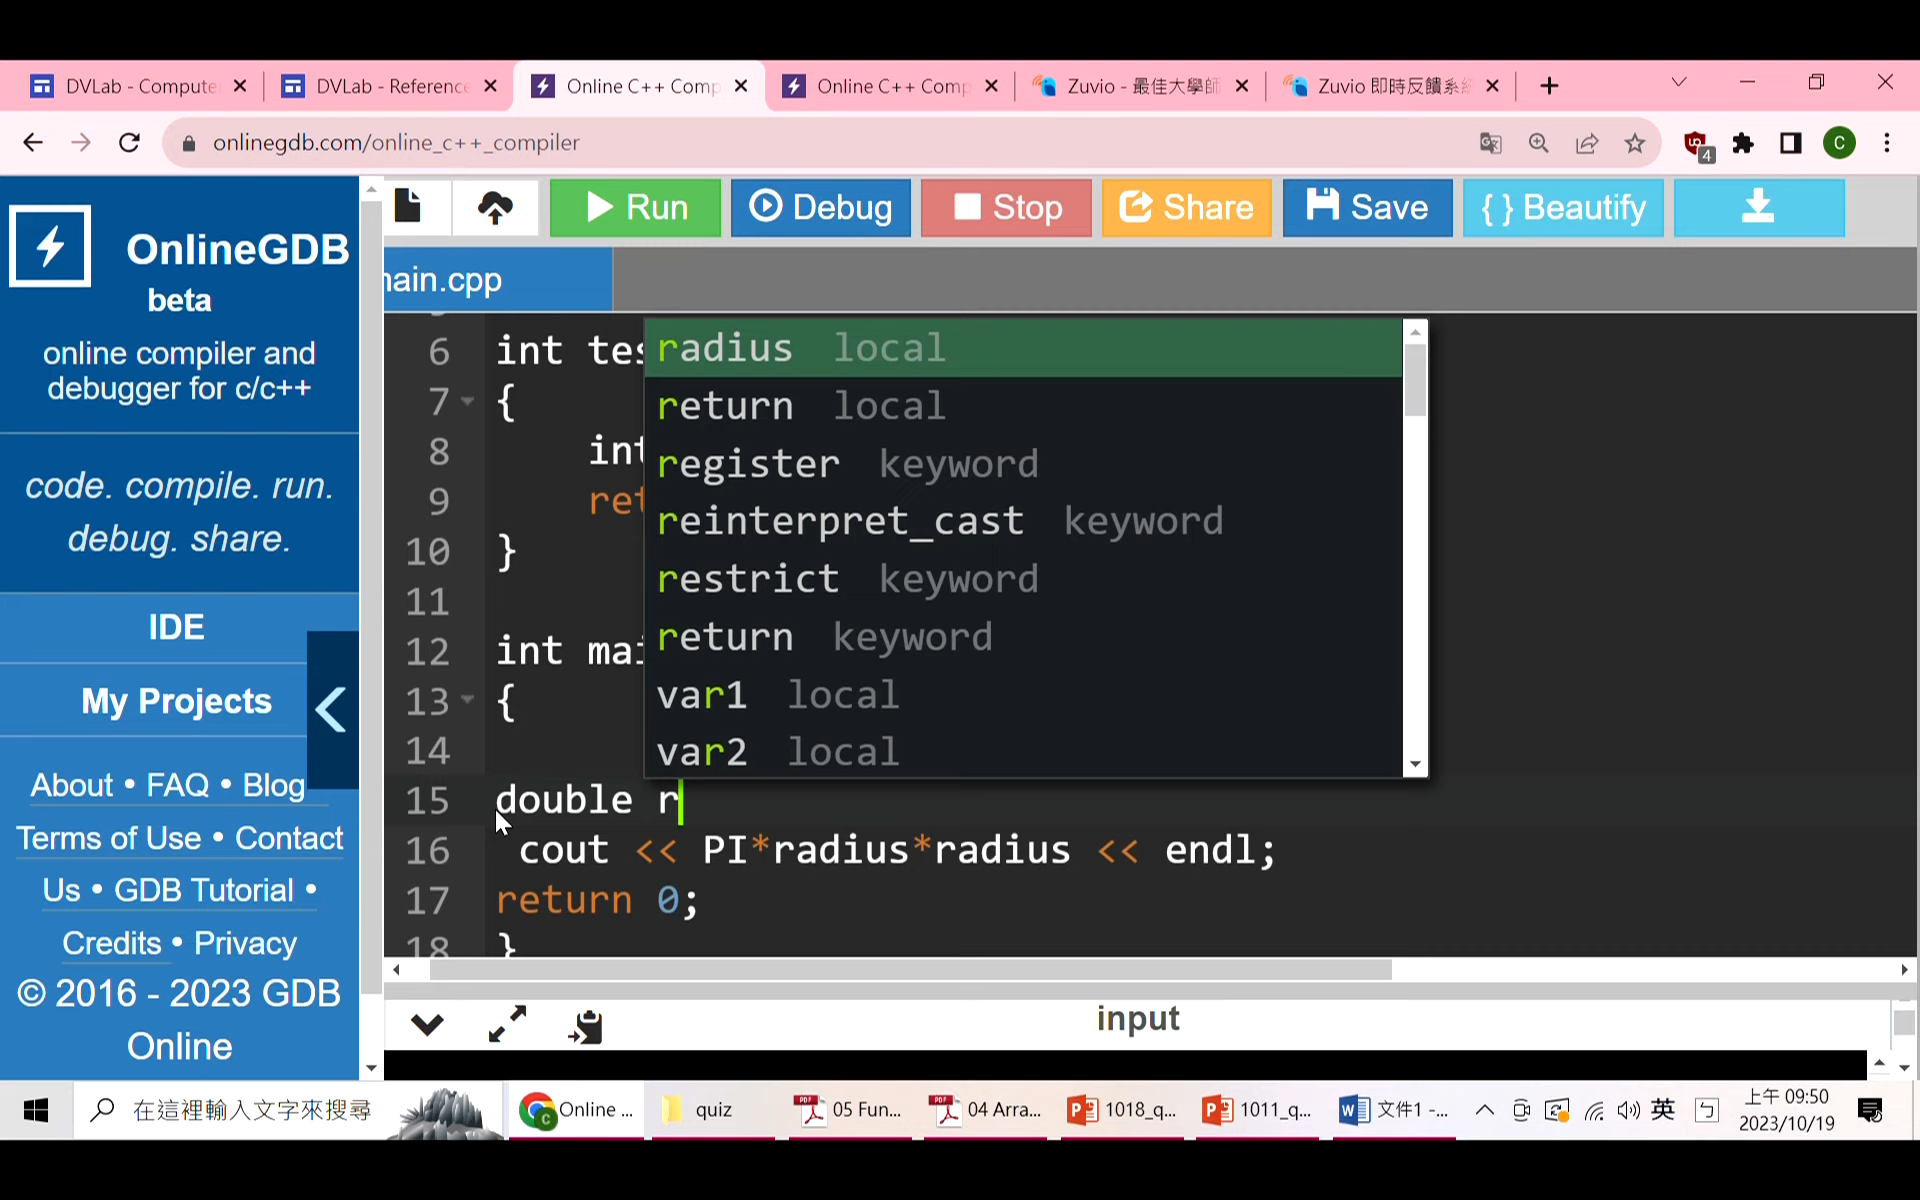 DVLab - Compute
DVLab - Reference
Online C++ Comp
Online C++ Comp
Zuvio - 最佳大學師
Zuvio 即時反饋系統
onlinegdb.com/online_c++_compiler
4
C
OnlineGDB
beta
online compiler and
debugger for c/c++
code. compile. run.
debug. share.
IDE
My Projects
About • FAQ • Blog
Terms of Use • Contact
Us • GDB Tutorial •
Credits • Privacy
© 2016 - 2023 GDB
Online
Run
Debug
Stop
Share
Save
{ } Beautify
main.cpp
6 int tes
7 {
8 int
9 ret
10 }
11
12 int mai
13 {
14
15 double r
16 cout << PI*radius*radius << endl;
17 return 0;
18 }
radius local
return local
register keyword
reinterpret_cast keyword
restrict keyword
return keyword
var1 local
var2 local
input
在這裡輸入文字來搜尋
Online ...
quiz
05 Fun...
04 Arra...
1018_q...
1011_q...
文件1 -...
英
上午 09:50
2023/10/19